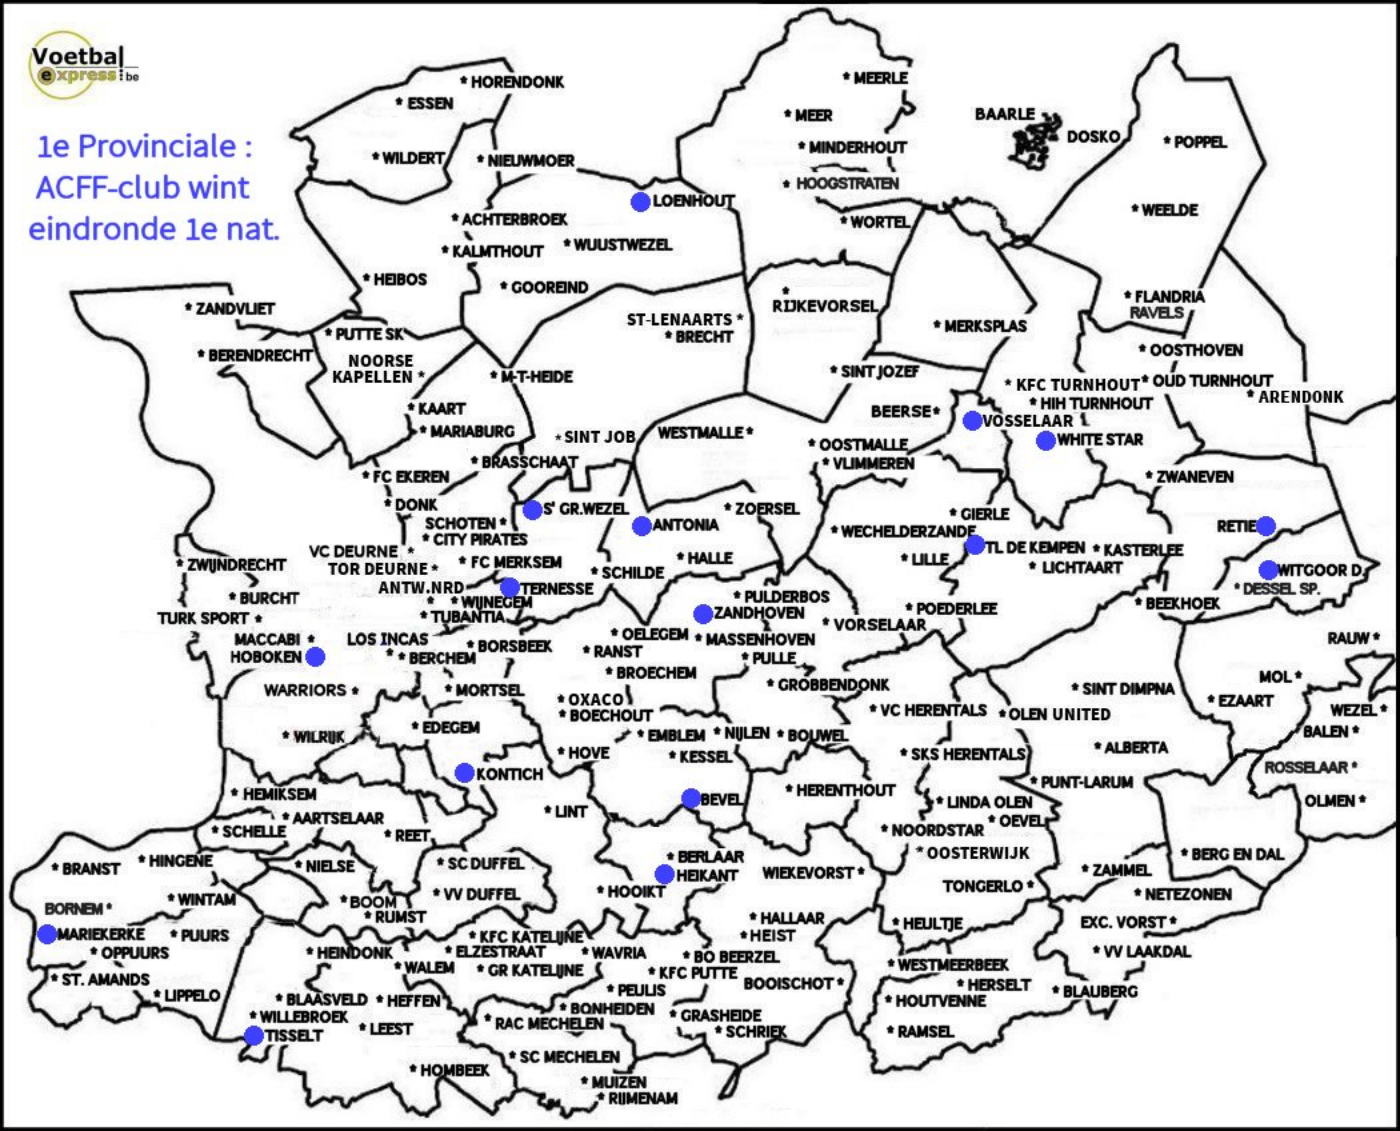 Voetbal
express.be
1e Provinciale :
ACFF-club wint
eindronde 1e nat.
* HORENDONK
* ESSEN
* WILDERT
* NIEUWMOER
* MEERLE
* MEER
* MINDERHOUT
* HOOGSTRATEN
* WORTEL
BAARLE
DOSKO
* POPPEL
* WEELDE
LOENHOUT
* ACHTERBROEK
* WUUSTWEZEL
* KALMTHOUT
* HEIBOS
* GOOREIND
* ZANDVLIET
* PUTTE SK
* BERENDRECHT
NOORSE
KAPELLEN *
ST-LENAARTS *
* BRECHT
*
RIJKEVORSEL
* MERKSPLAS
* FLANDRIA
RAVELS
* OOSTHOVEN
* M-T-HEIDE
* SINT JOZEF
* KFC TURNHOUT
* OUD TURNHOUT
* HIH TURNHOUT
* ARENDONK
* KAART
* MARIABURG
* SINT JOB
WESTMALLE *
BEERSE *
VOSSELAAR
WHITE STAR
* OOSTMALLE
* VLIMMEREN
* BRASSCHAAT
* FC EKEREN
* ZWANEVEN
* DONK
S' GR.WEZEL
* ZOERSEL
* GIERLE
SCHOTEN *
* CITY PIRATES
ANTONIA
* WECHELDERZANDE
RETIE
VC DEURNE *
TOR DEURNE *
* FC MERKSEM
* HALLE
* LILLE
TL DE KEMPEN
* KASTERLEE
* LICHTAART
* ZWIJNDRECHT
* SCHILDE
WITGOOR D.
* DESSEL SP.
ANTW.NRD
*
TERNESSE
* BURCHT
* WIJNEGEM
* TUBANTIA
* PULDERBOS
ZANDHOVEN
* POEDERLEE
* BEEKHOEK
TURK SPORT *
* VORSELAAR
MACCABI *
HOBOKEN
LOS INCAS
*
* BERCHEM
* BORSBEEK
* OELEGEM
* MASSENHOVEN
* RANST
* PULLE
RAUW *
* BROECHEM
WARRIORS *
* MORTSEL
* GROBBENDONK
* SINT DIMPNA
MOL *
* EZAART
WEZEL *
* OXACO
* BOECHOUT
* VC HERENTALS
* OLEN UNITED
* EDEGEM
* WILRIJK
* EMBLEM
* NIJLEN
* BOUWEL
BALEN *
* HOVE
* KESSEL
* SKS HERENTALS
* ALBERTA
ROSSELAAR *
KONTICH
* PUNT-LARUM
* HEMIKSEM
BEVEL
* HERENTHOUT
* LINDA OLEN
OLMEN *
* LINT
* AARTSELAAR
* OEVEL
* SCHELLE
* REET
* NOORDSTAR
* OOSTERWIJK
* BERG EN DAL
* BRANST
* HINGENE
* NIELSE
* SC DUFFEL
* BERLAAR
HEIKANT
WIEKEVORST *
* ZAMMEL
* VV DUFFEL
* HOOIKT
TONGERLO *
* NETEZONEN
* WINTAM
* BOOM
* RUMST
BORNEM *
* HALLAAR
* HEIST
* HEULTJE
EXC. VORST *
MARIEKERKE
* PUURS
* KFC KATELIJNE
* OPPUURS
* HEINDONK
* ELZESTRAAT
* WAVRIA
* BO BEERZEL
* VV LAAKDAL
* WALEM
* GR KATELIJNE
* KFC PUTTE
* WESTMEERBEEK
* ST. AMANDS
BOOISCHOT *
* HERSELT
* BLAUBERG
* LIPPELO
* BLAASVELD
* HEFFEN
* PEULIS
* HOUTVENNE
* WILLEBROEK
* BONHEIDEN
* GRASHEIDE
TISSELT
* LEEST
* RAC MECHELEN
* SCHRIEK
* RAMSEL
* SC MECHELEN
* HOMBEEK
* MUIZEN
* RIJMENAM